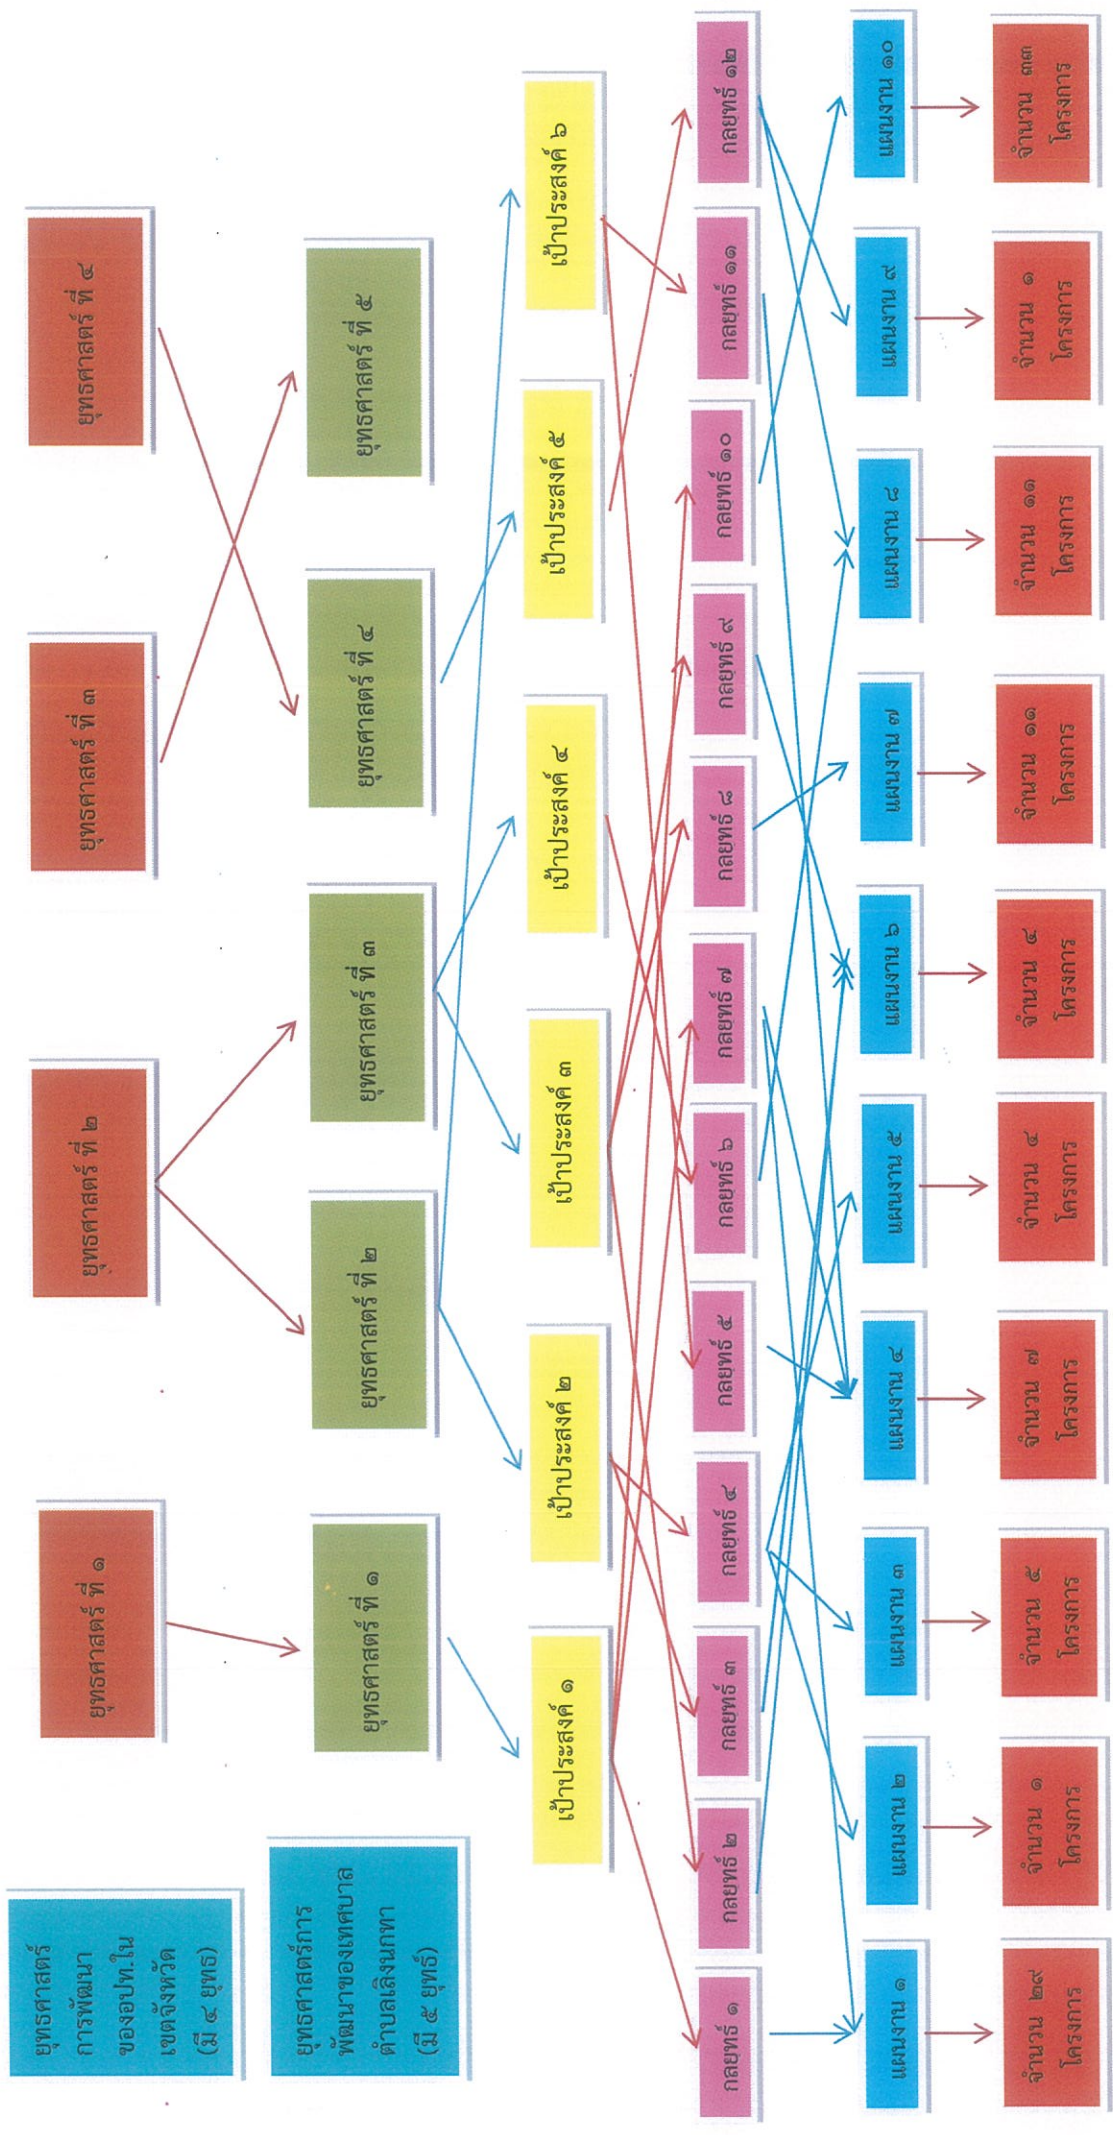 ยุทธศาสตร์
การพัฒนา
ของอปท.ใน
เขตจังหวัด
(มี ๔ ยุทธ)
ยุทธศาสตร์ที่ ๑
ยุทธศาสตร์ ที่ ๒
ยุทธศาสตร์ ที่ ๓
ยุทธศาสตร์ ที่ ๔
ยุทธศาสตร์การ
พัฒนาของเทศบาล
ตำบลเลิงนกทา
(มี ๕ ยุทธ์)
ยุทธศาสตร์ ที่ ๑
ยุทธศาสตร์ ที่ ๒
ยุทธศาสตร์ ที่ ๓
ยุทธศาสตร์ ที่ ๔
ยุทธศาสตร์ ที่ ๕
เป้าประสงค์ ๑
เป้าประสงค์ ๒
เป้าประสงค์ ๓
เป้าประสงค์ ๔
เป้าประสงค์ ๕
เป้าประสงค์ ๖
กลยุทธ์ ๑
กลยุทธ์ ๒
กลยุทธ์ ๓
กลยุทธ์ ๔
กลยุทธ์ ๕
กลยุทธ์ ๖
กลยุทธ์ ๗
กลยุทธ์ ๘
กลยุทธ์ ๙
กลยุทธ์ ๑๐
กลยุทธ์ ๑๑
กลยุทธ์ ๑๒
แผนงาน ๑
แผนงาน ๒
แผนงาน ๓
แผนงาน ๔
แผนงาน ๕
แผนงาน ๖
แผนงาน ๗
แผนงาน ๘
แผนงาน ๙
แผนงาน ๑๐
จำนวน ๒๙
โครงการ
จำนวน ๑
โครงการ
จำนวน ๕
โครงการ
จำนวน ๗
โครงการ
จำนวน ๔
โครงการ
จำนวน ๔
โครงการ
จำนวน ๑๑
โครงการ
จำนวน ๑๑
โครงการ
จำนวน ๑
โครงการ
จำนวน ๓๓
โครงการ